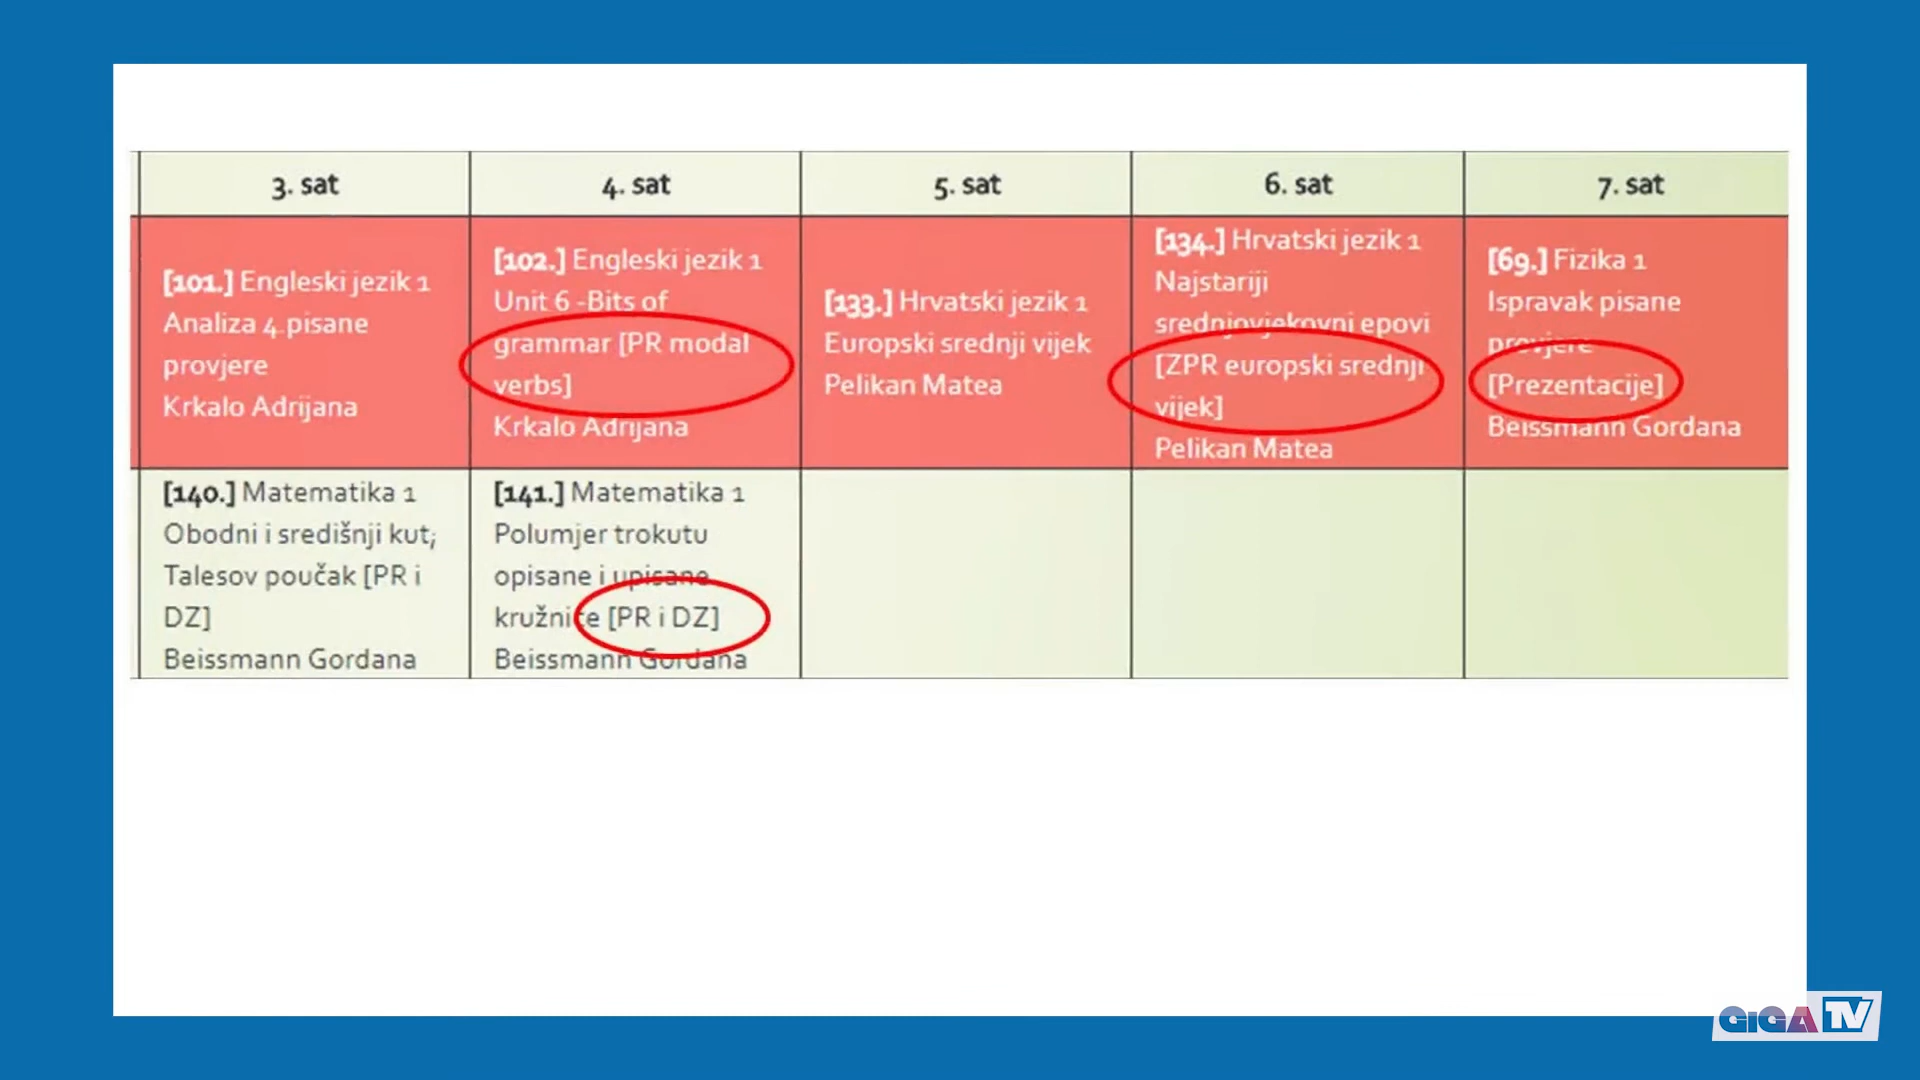 3. sat
4. sat
5. sat
6. sat
7. sat
[101.] Engleski jezik 1
Analiza 4. pisane
provjere
Krkalo Adrijana
[102.] Engleski jezik 1
Unit 6 -Bits of
grammar [PR modal
verbs]
Krkalo Adrijana
[133.] Hrvatski jezik 1
Europski srednji vijek
Pelikan Matea
[134.] Hrvatski jezik 1
Najstariji
srednjovjekovni epovi
[ZPR europski srednji
vijek]
Pelikan Matea
[69.] Fizika 1
Ispravak pisane
provjere
[Prezentacije]
Beissmann Gordana
[140.] Matematika 1
Obodni i središnji kut;
Talesov poučak [PR i
DZ]
Beissmann Gordana
[141.] Matematika 1
Polumjer trokutu
opisane i upisane
kružnice [PR i DZ]
Beissmann Gordana
GiGA TV